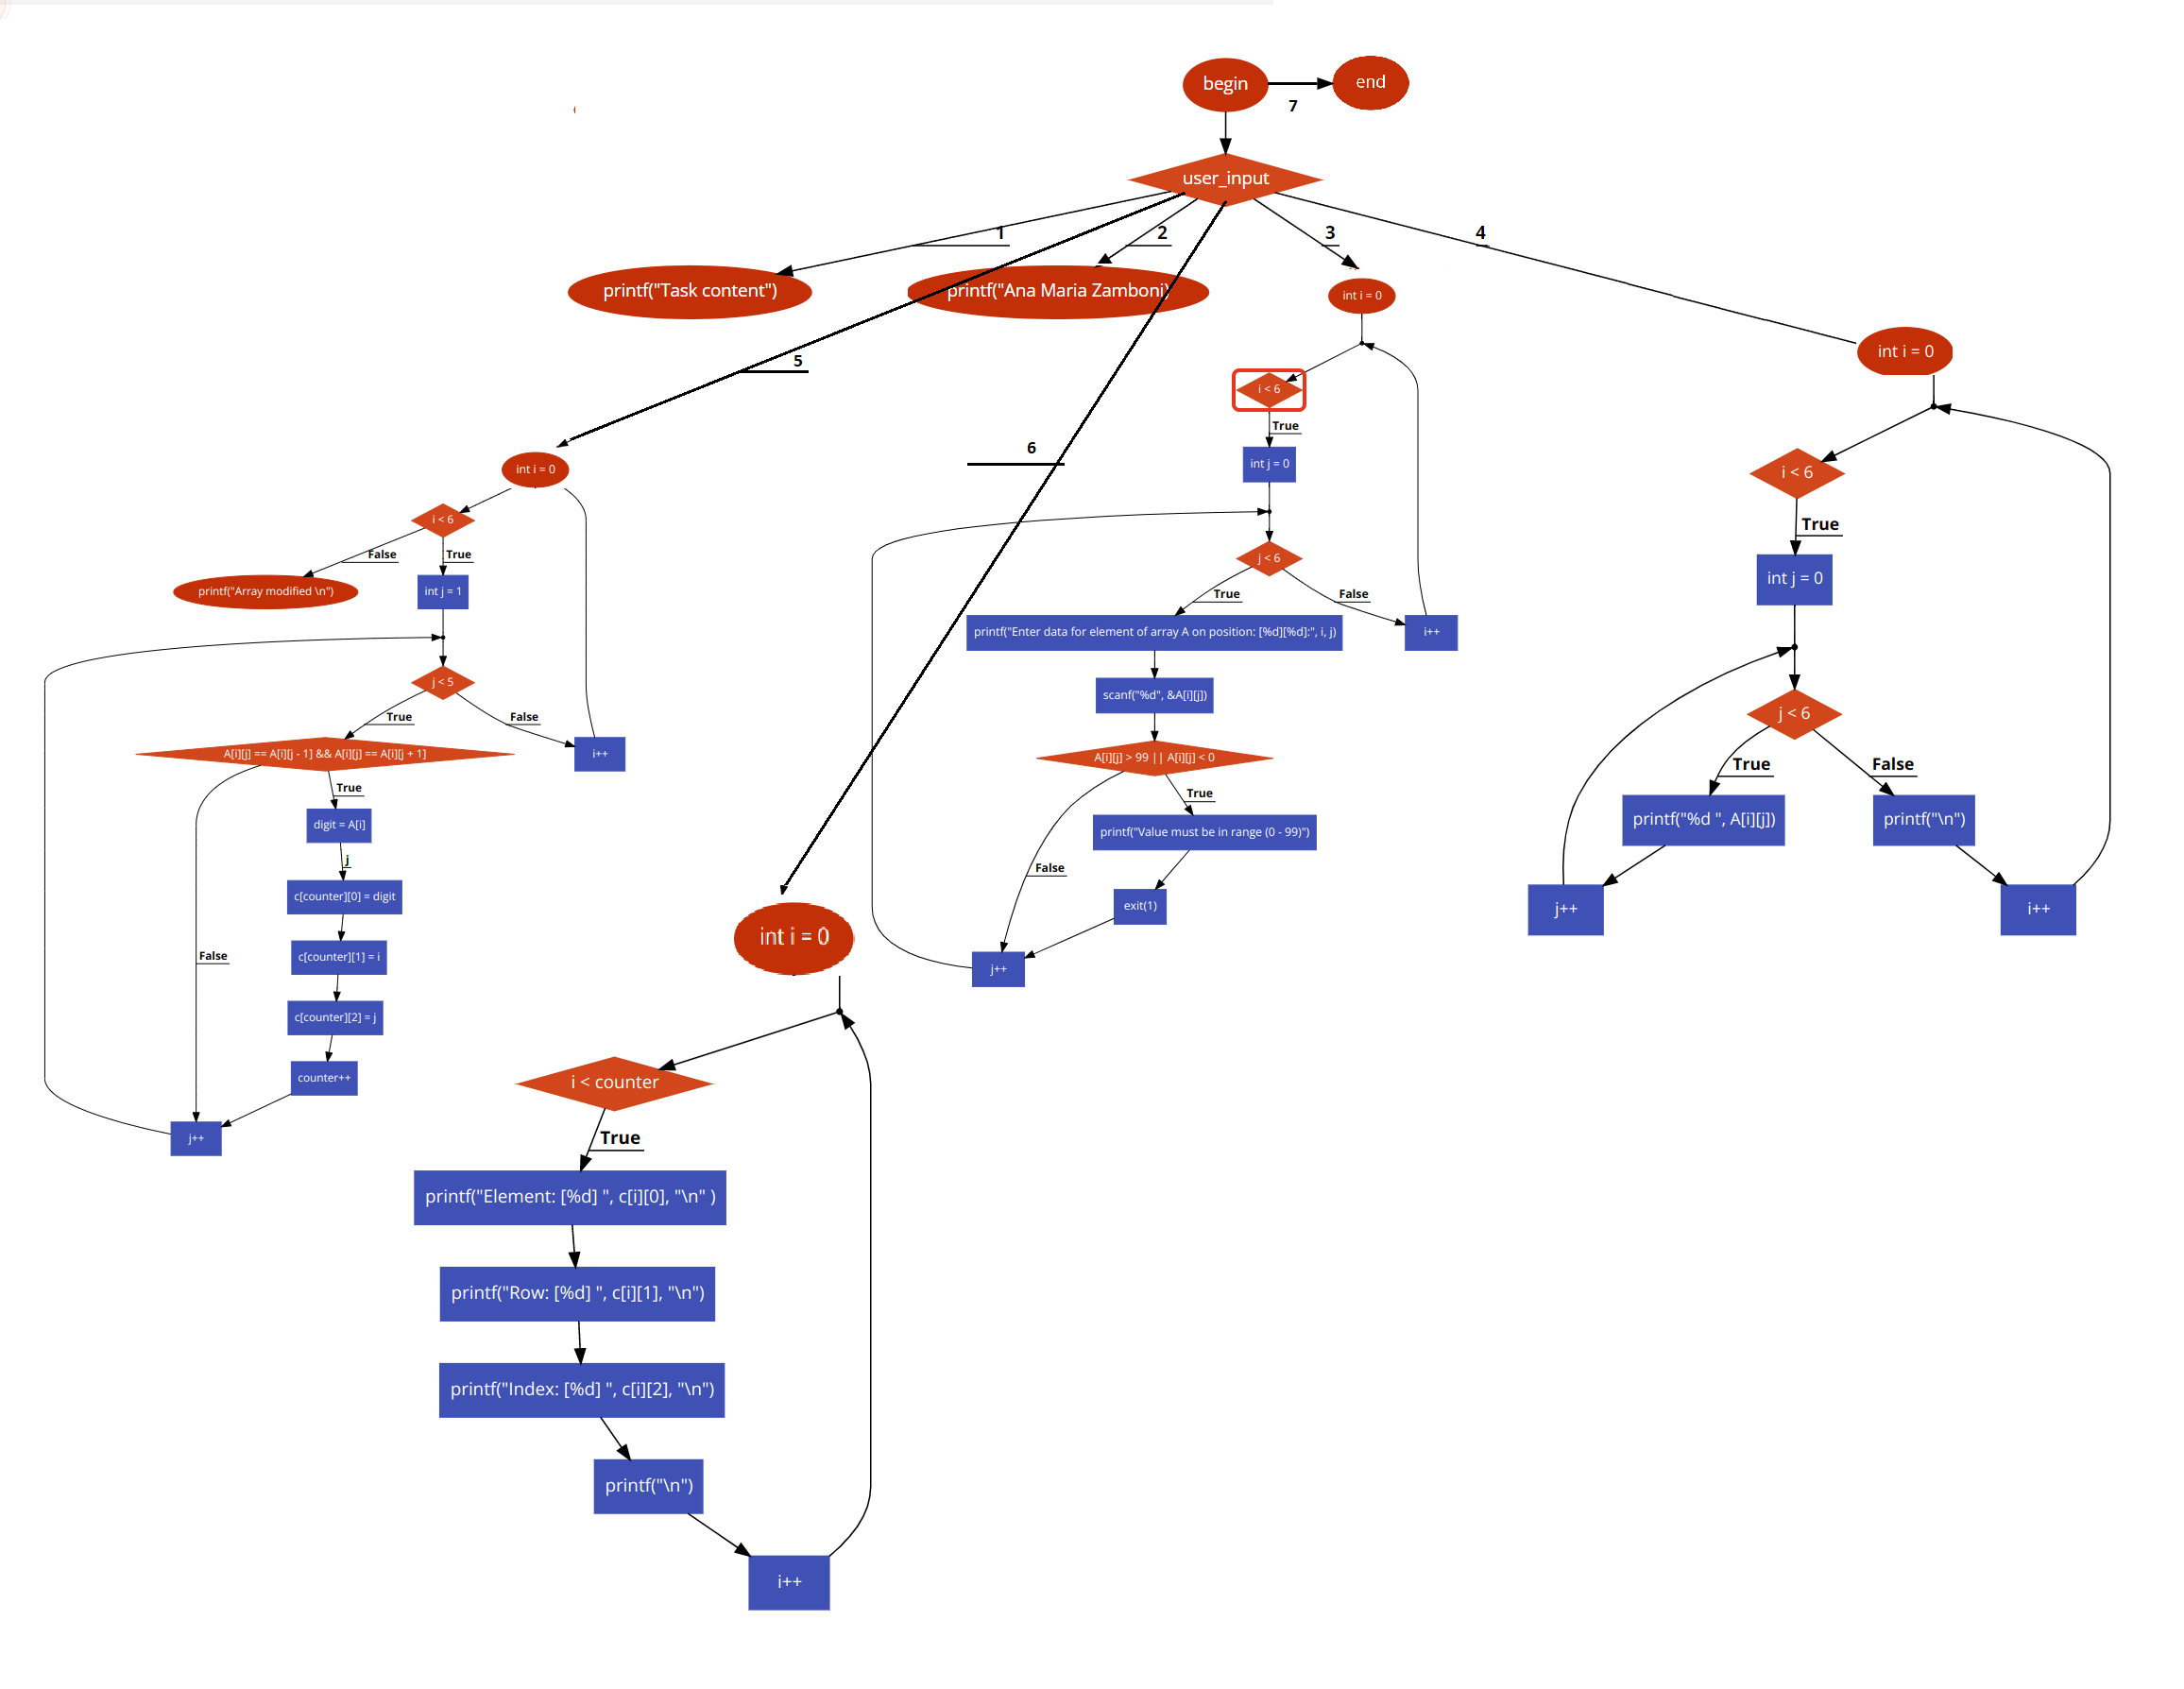 begin
end
7
user_input
1
2
3
4
printf("Task content")
printf("Ana Maria Zamboni)
int i = 0
int i = 0
5
i < 6
True
int j = 0
6
int i = 0
i < 6
i < 6
False
True
True
printf("Array modified \n")
int j = 1
j < 6
int j = 0
True
False
printf("Enter data for element of array A on position: [%d][%d]:", i, j)
i++
j < 5
scanf("%d", &A[i][j])
j < 6
True
False
A[i][j] == A[i][j - 1] && A[i][j] == A[i][j + 1]
i++
A[i][j] > 99 || A[i][j] < 0
True
False
True
True
digit = A[i]
printf("Value must be in range (0 - 99)")
printf("%d ", A[i][j])
printf("\n")
j
False
c[counter][0] = digit
exit(1)
j++
i++
int i = 0
False
c[counter][1] = i
j++
c[counter][2] = j
counter++
i < counter
j++
True
printf("Element: [%d] ", c[i][0], "\n" )
printf("Row: [%d] ", c[i][1], "\n")
printf("Index: [%d] ", c[i][2], "\n")
printf("\n")
i++